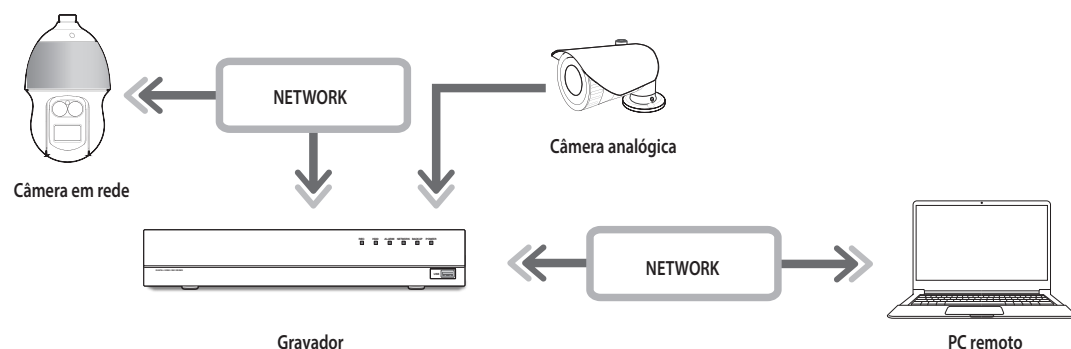 NETWORK
Câmera analógica
Câmera em rede
NETWORK
Gravador
PC remoto